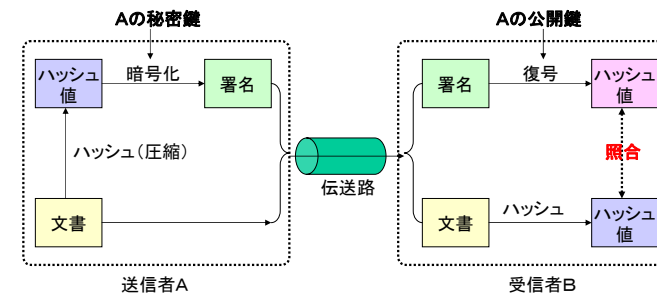 Aの秘密鍵
Aの公開鍵
ハッシュ
値
暗号化
署名
署名
復号
ハッシュ
値
ハッシュ(圧縮)
伝送路
照合
文書
文書
ハッシュ
ハッシュ
値
送信者A
受信者B